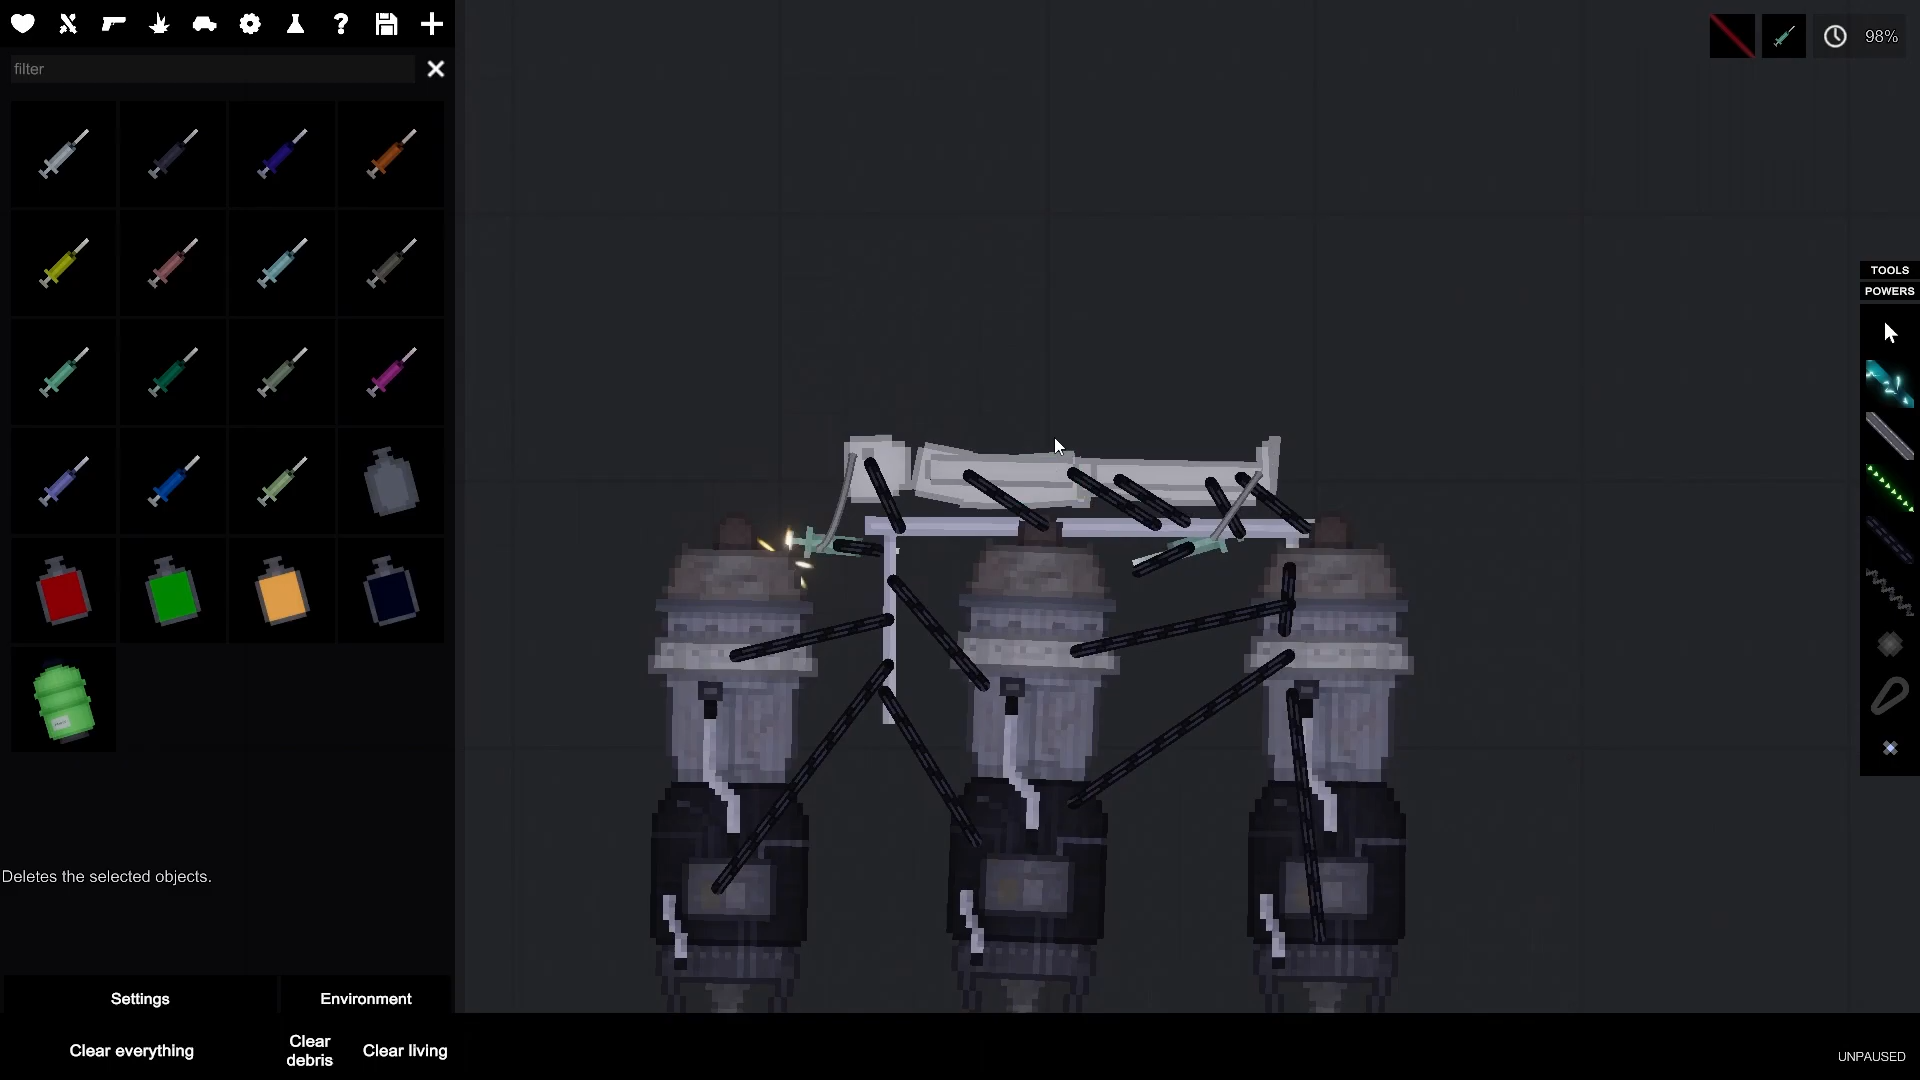 98%
filter
TOOLS
POWERS
Deletes the selected objects.
Settings
Environment
Clear everything
Clear
debris
Clear living
UNPAUSED